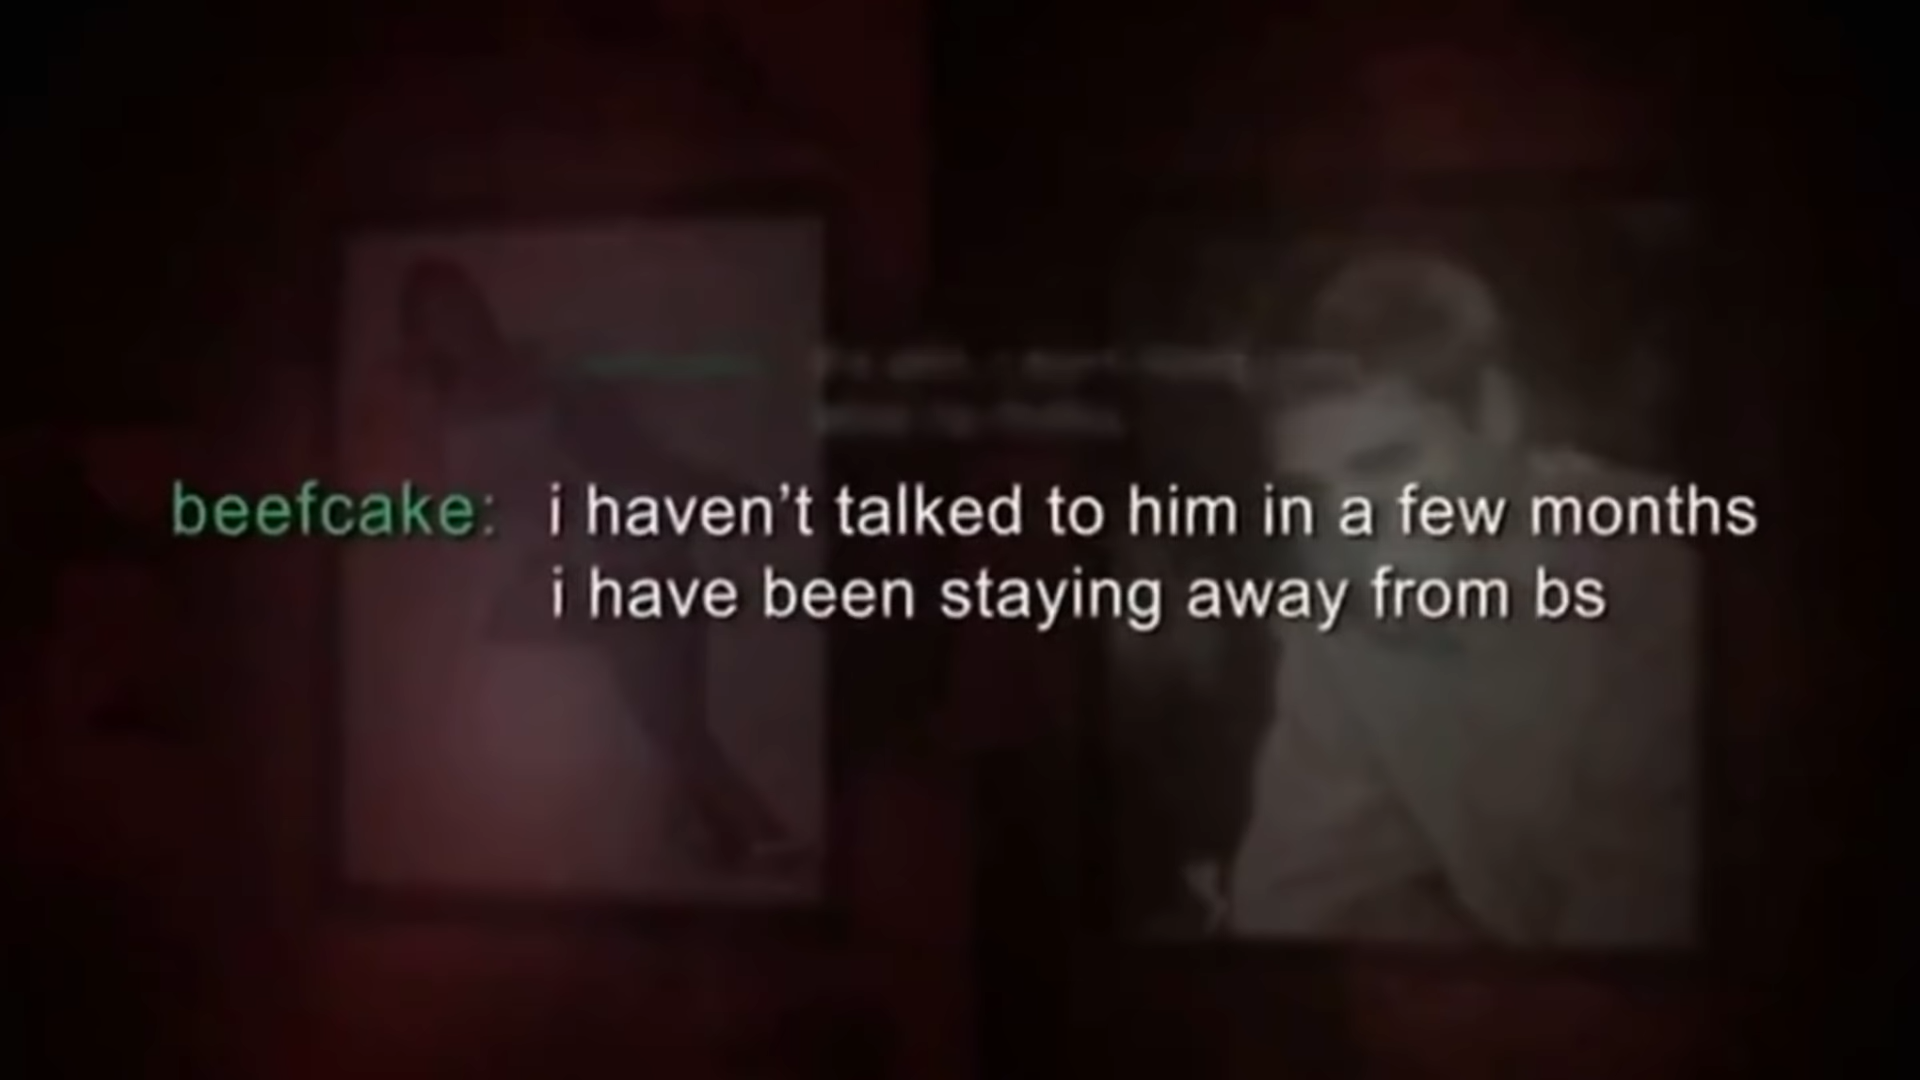 beefcake: i haven't talked to him in a few months
i have been staying away from bs